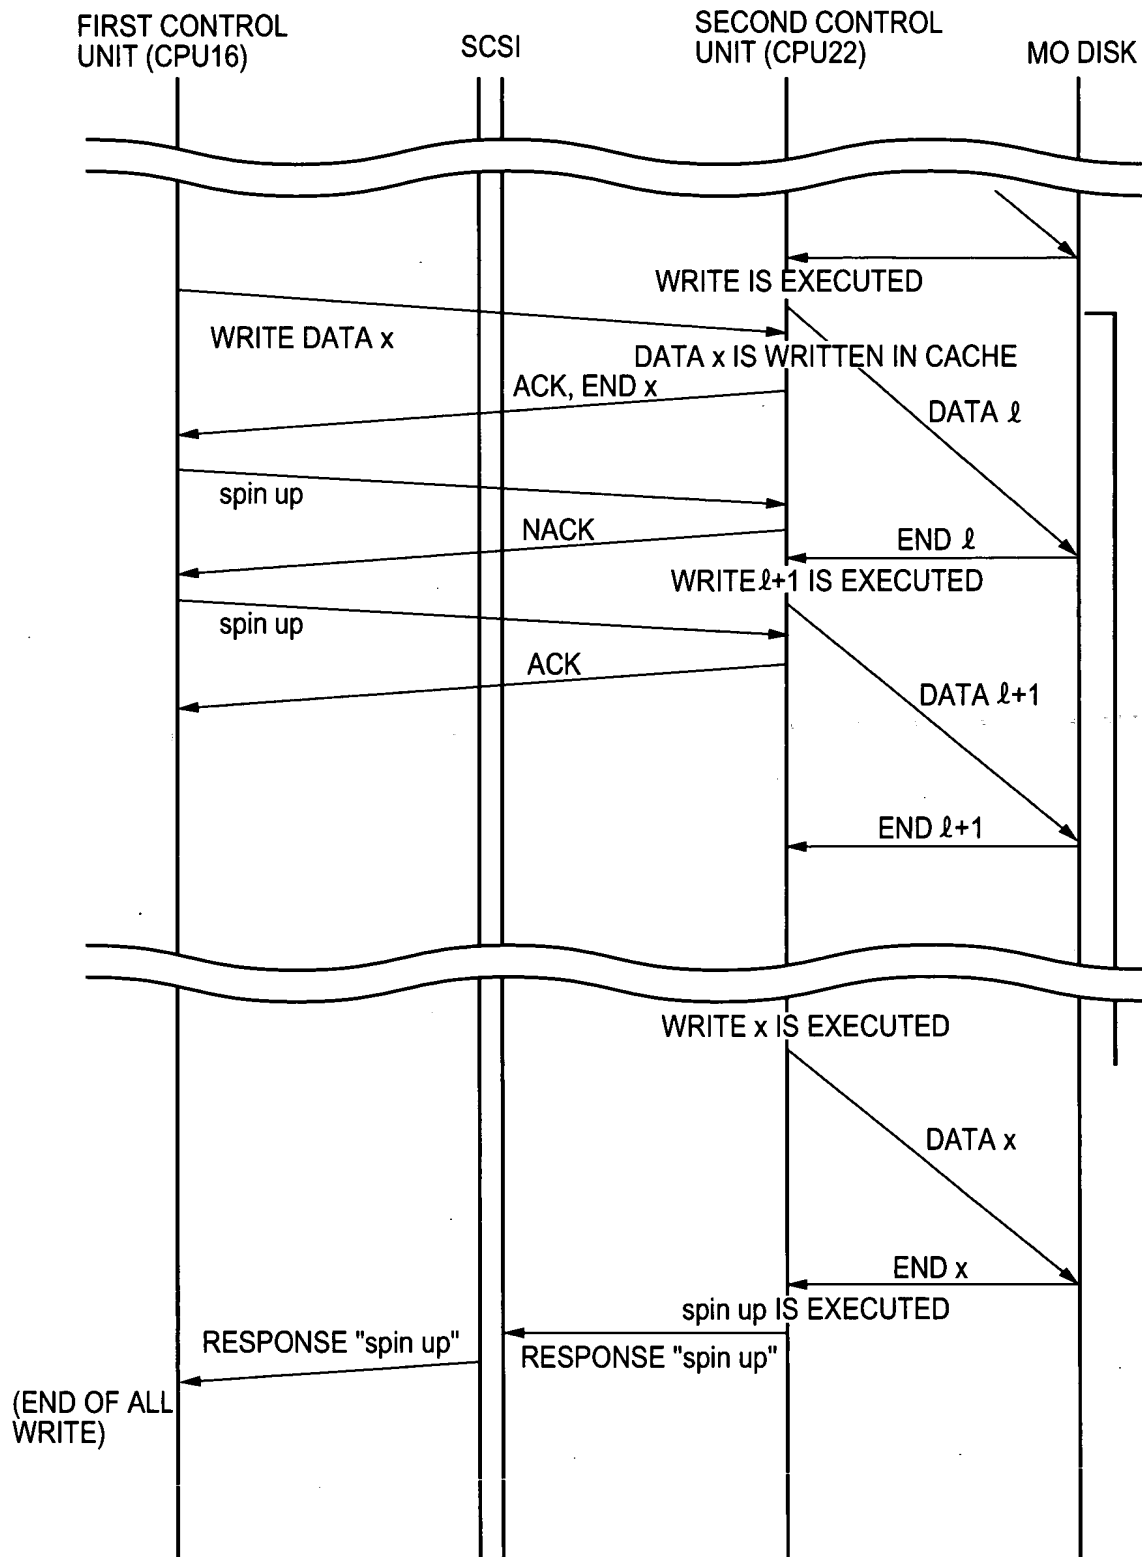 FIRST CONTROL
UNIT (CPU16)
SCSI
SECOND CONTROL
UNIT (CPU22)
MO DISK
WRITE IS EXECUTED
WRITE DATA x
DATA x IS WRITTEN IN CACHE
ACK, END x
DATA ℓ
spin up
NACK
END ℓ
WRITE ℓ+1 IS EXECUTED
spin up
ACK
DATA ℓ+1
END ℓ+1
WRITE x IS EXECUTED
DATA x
END x
spin up IS EXECUTED
RESPONSE "spin up"
RESPONSE "spin up"
(END OF ALL
WRITE)